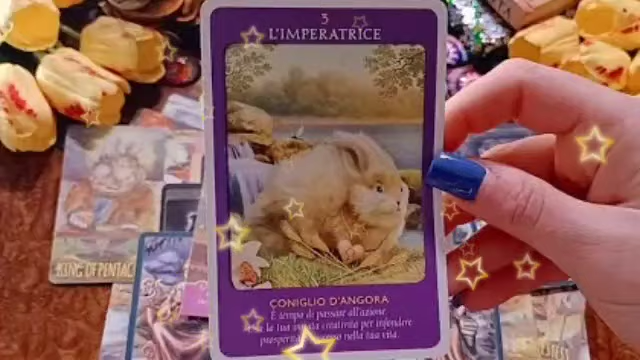 3
L'IMPERATRICE
KING OF PENTAC
CONIGLIO D'ANGORA
È tempo di passare all'azione
la tua creatività per infondere
nella tua vita.